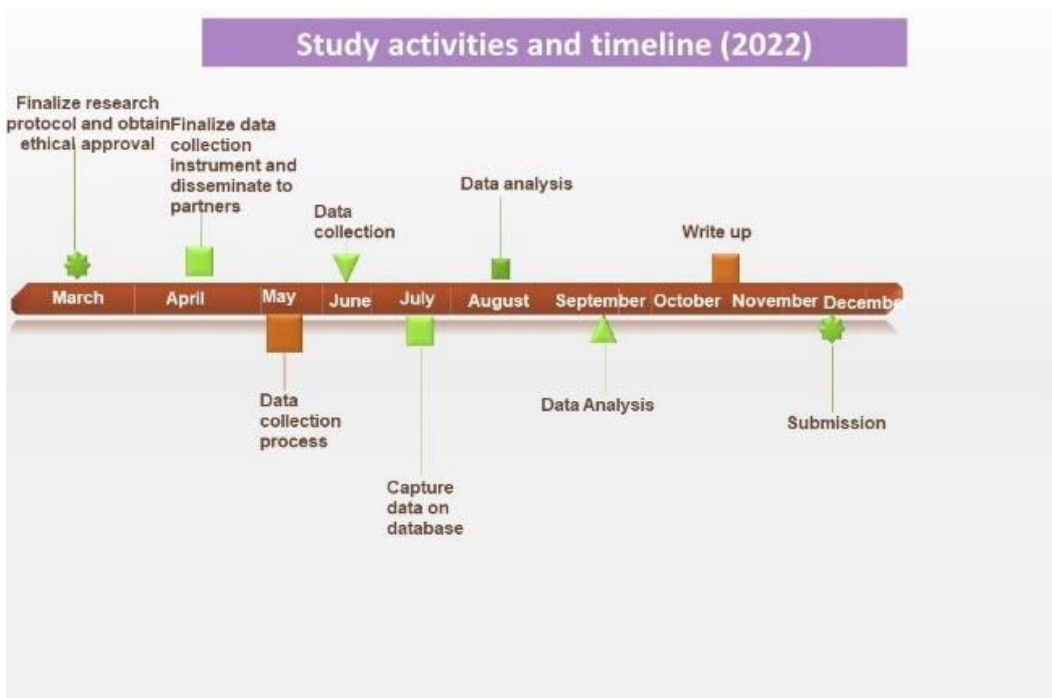 Study activities and timeline (2022)
Finalize research
protocol and obtain
ethical approval
Finalize data
collection
instrument and
disseminate to
partners
Data
collection
Data analysis
Write up
March April May June July August September October November Decembe
Data
collection
process
Capture
data on
database
Data Analysis
Submission